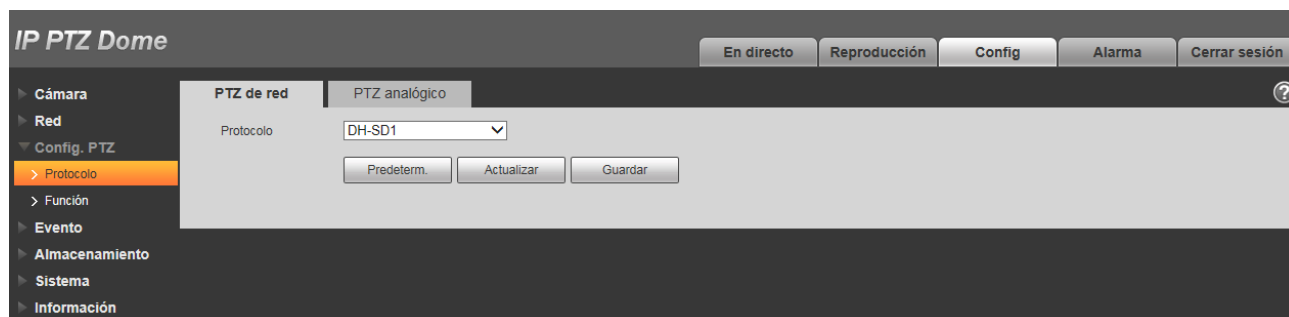 IP PTZ Dome
En directo
Reproducción
Config
Alarma
Cerrar sesión
Cámara
Red
Config. PTZ
Protocolo
Función
Evento
Almacenamiento
Sistema
Información
PTZ de red
PTZ analógico
?
Protocolo
DH-SD1
Predeterm.
Actualizar
Guardar